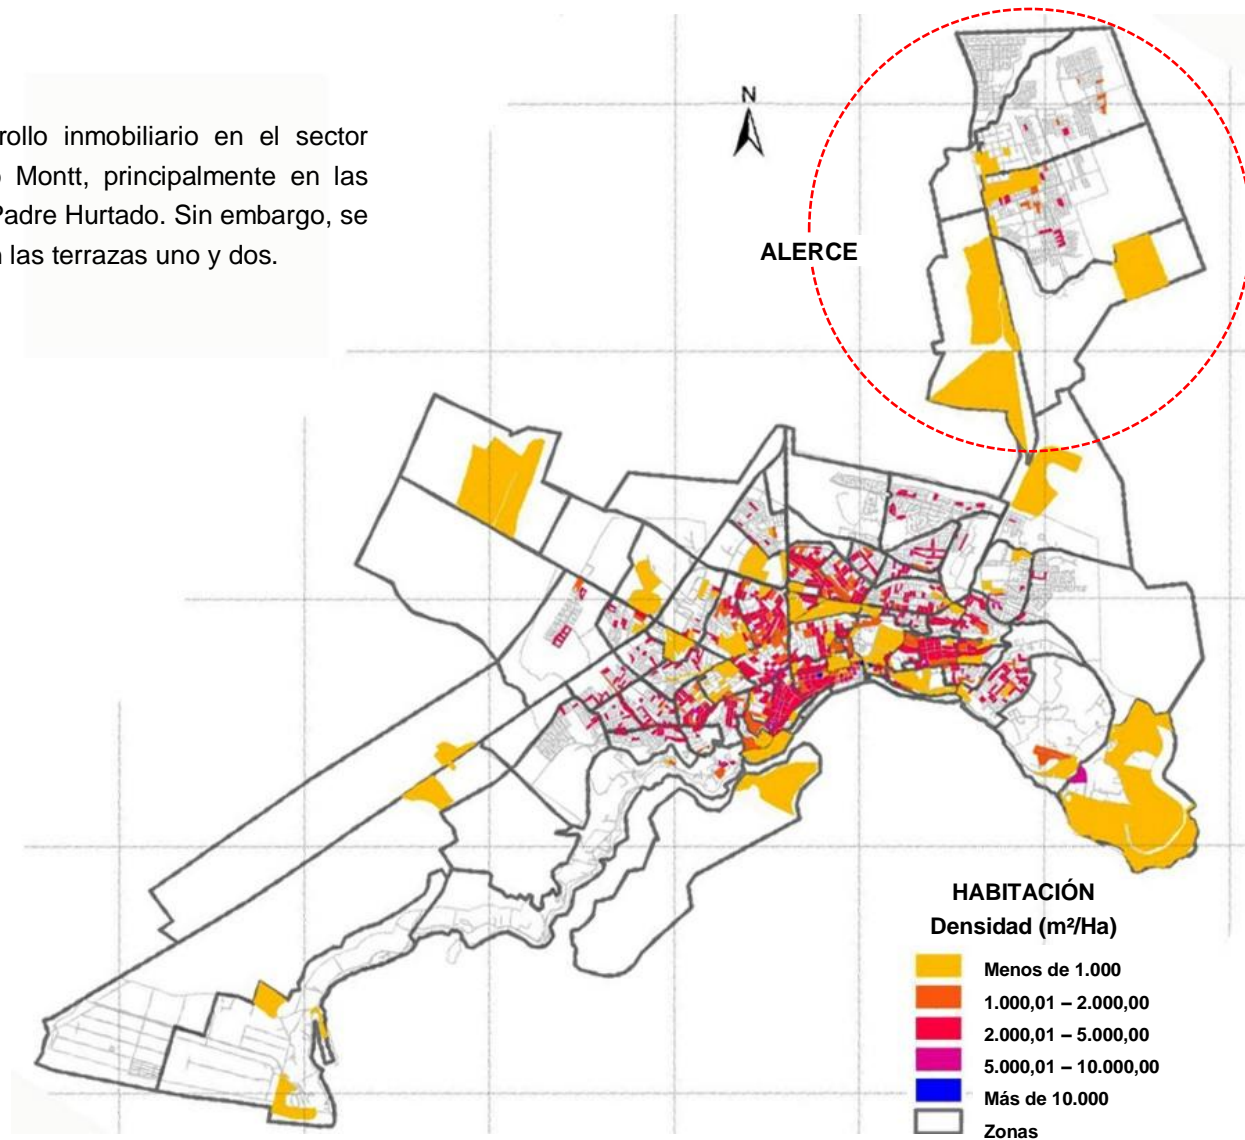 rollo inmobiliario en el sector
Montt, principalmente en las
Padre Hurtado. Sin embargo, se
las terrazas uno y dos.
N
ALERCE
HABITACIÓN
Densidad (m²/Ha)
Menos de 1.000
1.000,01 – 2.000,00
2.000,01 – 5.000,00
5.000,01 – 10.000,00
Más de 10.000
Zonas